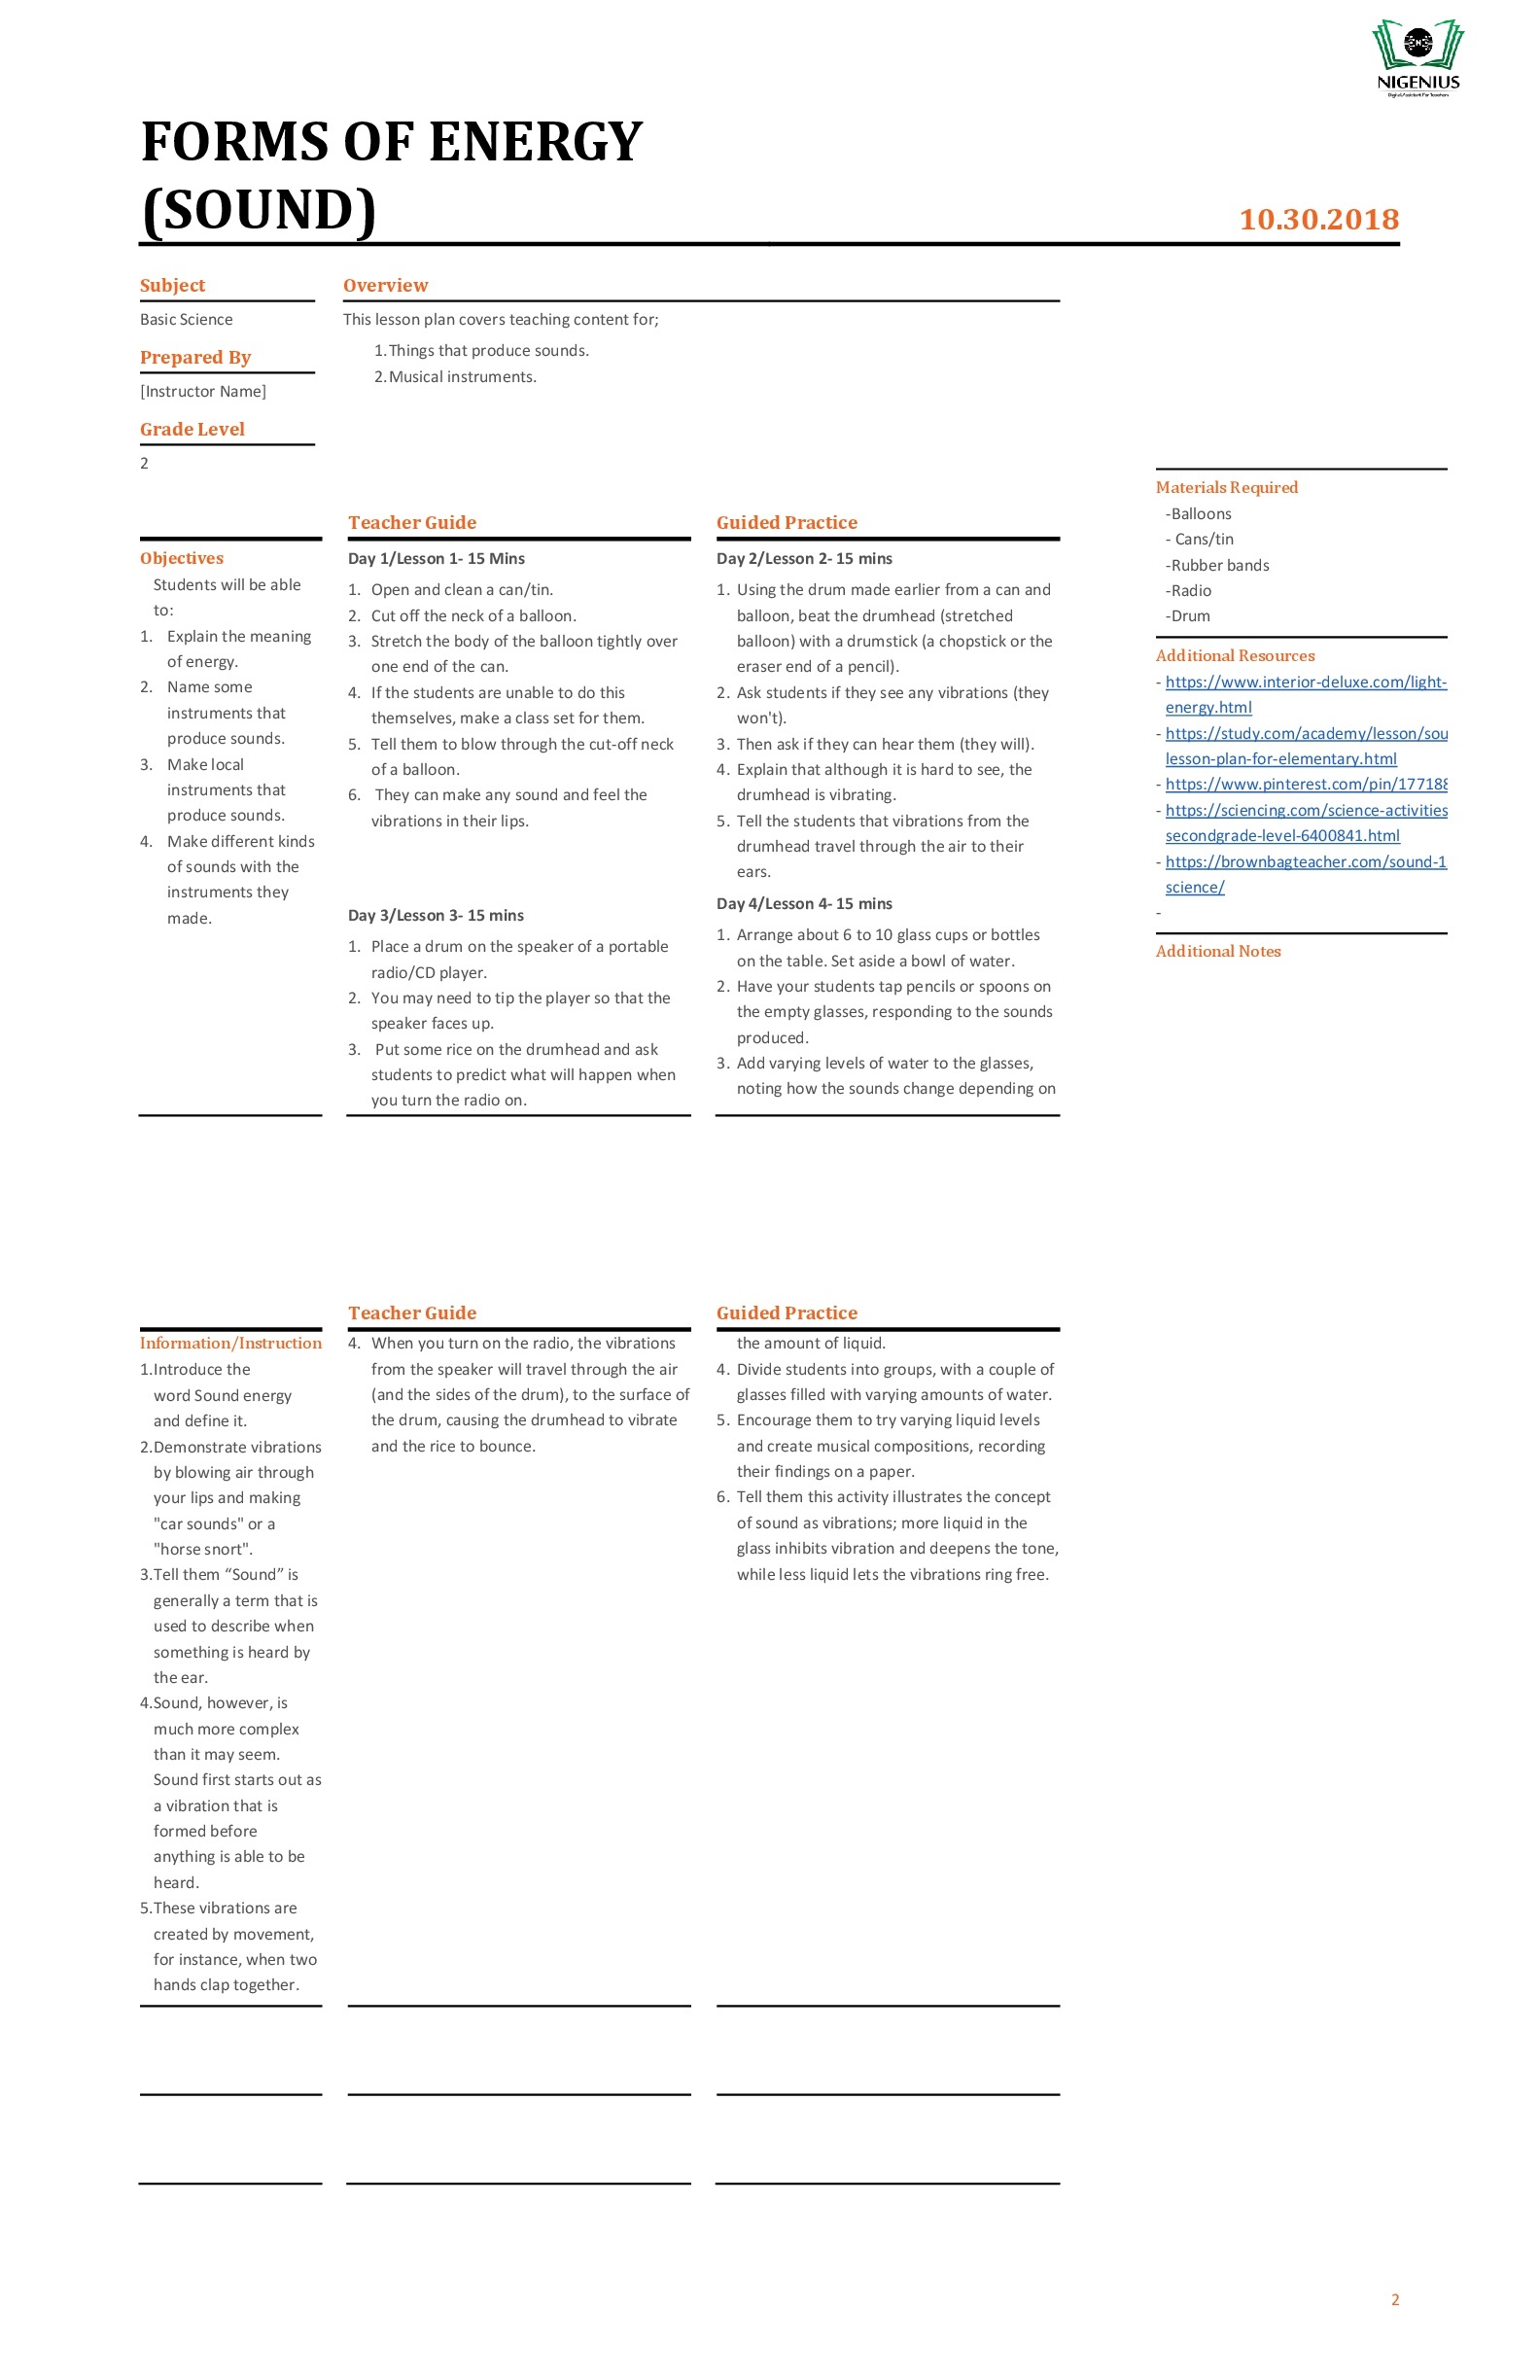 NIGENIUS
Digital Assistant For Teachers
FORMS OF ENERGY
(SOUND)
10.30.2018
Subject
Basic Science
Prepared By
[Instructor Name]
Grade Level
2
Overview
This lesson plan covers teaching content for;
1.Things that produce sounds.
2.Musical instruments.
Objectives
Students will be able
to:
1. Explain the meaning
of energy.
2. Name some
instruments that
produce sounds.
3. Make local
instruments that
produce sounds.
4. Make different kinds
of sounds with the
instruments they
made.
Teacher Guide
Day 1/Lesson 1- 15 Mins
1. Open and clean a can/tin.
2. Cut off the neck of a balloon.
3. Stretch the body of the balloon tightly over
one end of the can.
4. If the students are unable to do this
themselves, make a class set for them.
5. Tell them to blow through the cut-off neck
of a balloon.
6. They can make any sound and feel the
vibrations in their lips.
Day 3/Lesson 3- 15 mins
1. Place a drum on the speaker of a portable
radio/CD player.
2. You may need to tip the player so that the
speaker faces up.
3. Put some rice on the drumhead and ask
students to predict what will happen when
you turn the radio on.
Guided Practice
Day 2/Lesson 2- 15 mins
1. Using the drum made earlier from a can and
balloon, beat the drumhead (stretched
balloon) with a drumstick (a chopstick or the
eraser end of a pencil).
2. Ask students if they see any vibrations (they
won't).
3. Then ask if they can hear them (they will).
4. Explain that although it is hard to see, the
drumhead is vibrating.
5. Tell the students that vibrations from the
drumhead travel through the air to their
ears.
Day 4/Lesson 4- 15 mins
1. Arrange about 6 to 10 glass cups or bottles
on the table. Set aside a bowl of water.
2. Have your students tap pencils or spoons on
the empty glasses, responding to the sounds
produced.
3. Add varying levels of water to the glasses,
noting how the sounds change depending on
Materials Required
-Balloons
- Cans/tin
-Rubber bands
-Radio
-Drum
Additional Resources
- https://www.interior-deluxe.com/light-
energy.html
- https://study.com/academy/lesson/sou
lesson-plan-for-elementary.html
- https://www.pinterest.com/pin/177188
- https://sciencing.com/science-activities
secondgrade-level-6400841.html
- https://brownbagteacher.com/sound-1
science/
-
Additional Notes
Information/Instruction
1.Introduce the
word Sound energy
and define it.
2.Demonstrate vibrations
by blowing air through
your lips and making
"car sounds" or a
"horse snort".
3.Tell them “Sound” is
generally a term that is
used to describe when
something is heard by
the ear.
4.Sound, however, is
much more complex
than it may seem.
Sound first starts out as
a vibration that is
formed before
anything is able to be
heard.
5.These vibrations are
created by movement,
for instance, when two
hands clap together.
Teacher Guide
4. When you turn on the radio, the vibrations
from the speaker will travel through the air
(and the sides of the drum), to the surface of
the drum, causing the drumhead to vibrate
and the rice to bounce.
Guided Practice
the amount of liquid.
4. Divide students into groups, with a couple of
glasses filled with varying amounts of water.
5. Encourage them to try varying liquid levels
and create musical compositions, recording
their findings on a paper.
6. Tell them this activity illustrates the concept
of sound as vibrations; more liquid in the
glass inhibits vibration and deepens the tone,
while less liquid lets the vibrations ring free.
2